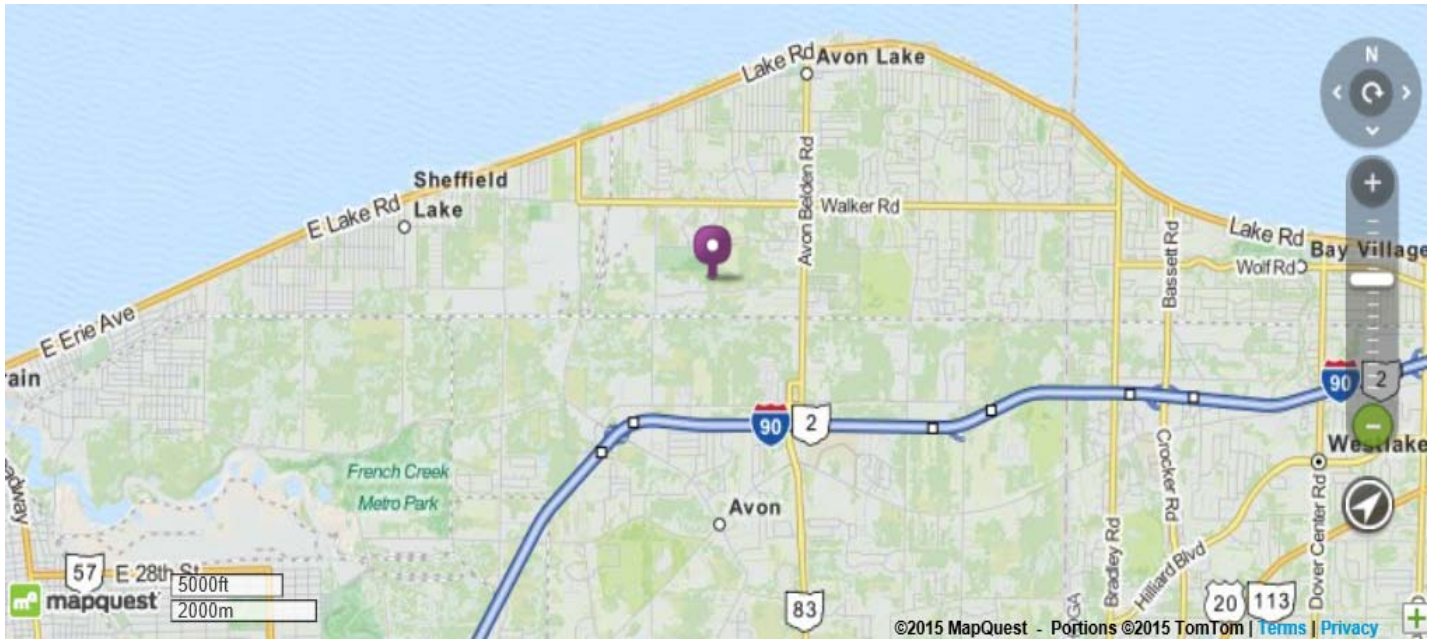 N
Lake Rd
Avon Lake
Sheffield
Lake
E Lake Rd
Avon Belden Rd
Walker Rd
Bassett Rd
Lake Rd
Bay Village
Wolf Rd
E Erie Ave
90
2
90
2
Westlake
French Creek
Metro Park
Avon
Crocker Rd
Bradley Rd
Hilliard Blvd
Dover Center Rd
57
E 28th St
5000ft
mapquest
2000m
83
20
113
©2015 MapQuest - Portions ©2015 TomTom | Terms | Privacy